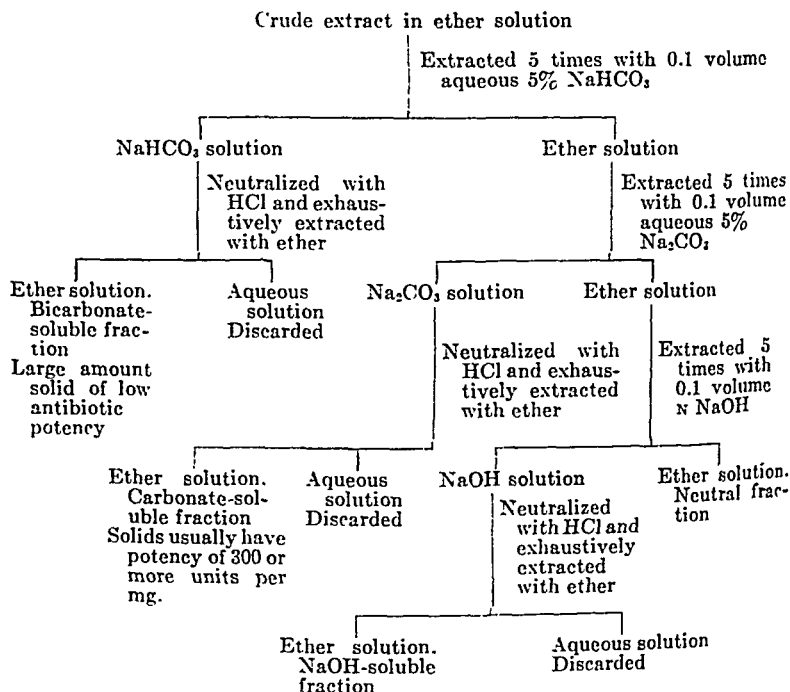 Crude extract in ether solution
Extracted 5 times with 0.1 volume
aqueous 5% NaHCO₃
NaHCO₃ solution
Ether solution
Neutralized with
HCl and exhaus-
tively extracted
with ether
Extracted 5 times
with 0.1 volume
aqueous 5%
Na₂CO₃
Ether solution.
Bicarbonate-
soluble frac-
tion
Large amount
solid of low
antibiotic
potency
Aqueous
solution
Discarded
Na₂CO₃ solution
Ether solution
Neutralized with
HCl and exhaus-
tively extracted
with ether
Extracted 5
times with
0.1 volume
N NaOH
Ether solution.
Carbonate-sol-
uble fraction
Solids usually have
potency of 300 or
more units per
mg.
Aqueous
solution
Discarded
NaOH solution
Ether solution.
Neutral frac-
tion
Neutralized
with HCl and
exhaustively
extracted
with ether
Ether solution.
NaOH-soluble
fraction
Aqueous solution
Discarded